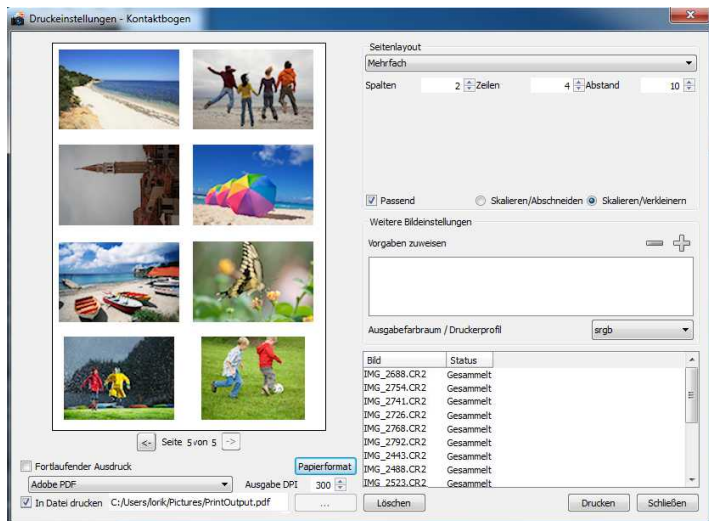 Druckeinstellungen - Kontaktbogen
Seitenlayout
Mehrfach
Spalten 2 Zeilen 4 Abstand 10
Passend Skalieren/Abschneiden Skalieren/Verkleinern
Weitere Bildeinstellungen
Vorgaben zuweisen
Ausgabefarbraum / Druckerprofil srgb
Bild Status
IMG_2688.CR2 Gesammelt
IMG_2754.CR2 Gesammelt
IMG_2741.CR2 Gesammelt
IMG_2726.CR2 Gesammelt
IMG_2768.CR2 Gesammelt
IMG_2792.CR2 Gesammelt
IMG_2443.CR2 Gesammelt
IMG_2488.CR2 Gesammelt
IMG_2523.CR2 Gesammelt
<- Seite 5 von 5 ->
Fortlaufender Ausdruck Papierformat
Adobe PDF Ausgabe DPI 300
In Datei drucken C:/Users/lorik/Pictures/PrintOutput.pdf ...
Löschen Drucken Schließen